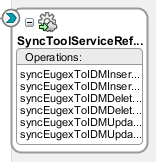 SyncToolServiceRef...
Operations:
syncEugexToIDMInser...
syncEugexToIDMInser...
syncEugexToIDMDelet...
syncEugexToIDMDelet...
syncEugexToIDMUpda...
syncEugexToIDMUpda...